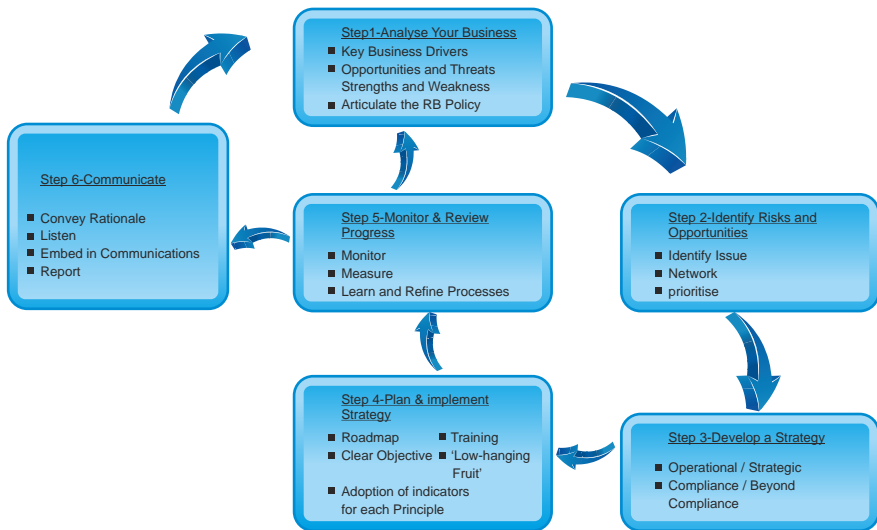 Step1-Analyse Your Business
■ Key Business Drivers
■ Opportunities and Threats
Strengths and Weakness
■ Articulate the RB Policy
Step 2-Identify Risks and
Opportunities
■ Identify Issue
■ Network
■ prioritise
Step 3-Develop a Strategy
■ Operational / Strategic
■ Compliance / Beyond
Compliance
Step 4-Plan & implement
Strategy
■ Roadmap
■ Clear Objective
■ Training
■ ‘Low-hanging
Fruit’
■ Adoption of indicators
for each Principle
Step 5-Monitor & Review
Progress
■ Monitor
■ Measure
■ Learn and Refine Processes
Step 6-Communicate
■ Convey Rationale
■ Listen
■ Embed in Communications
■ Report